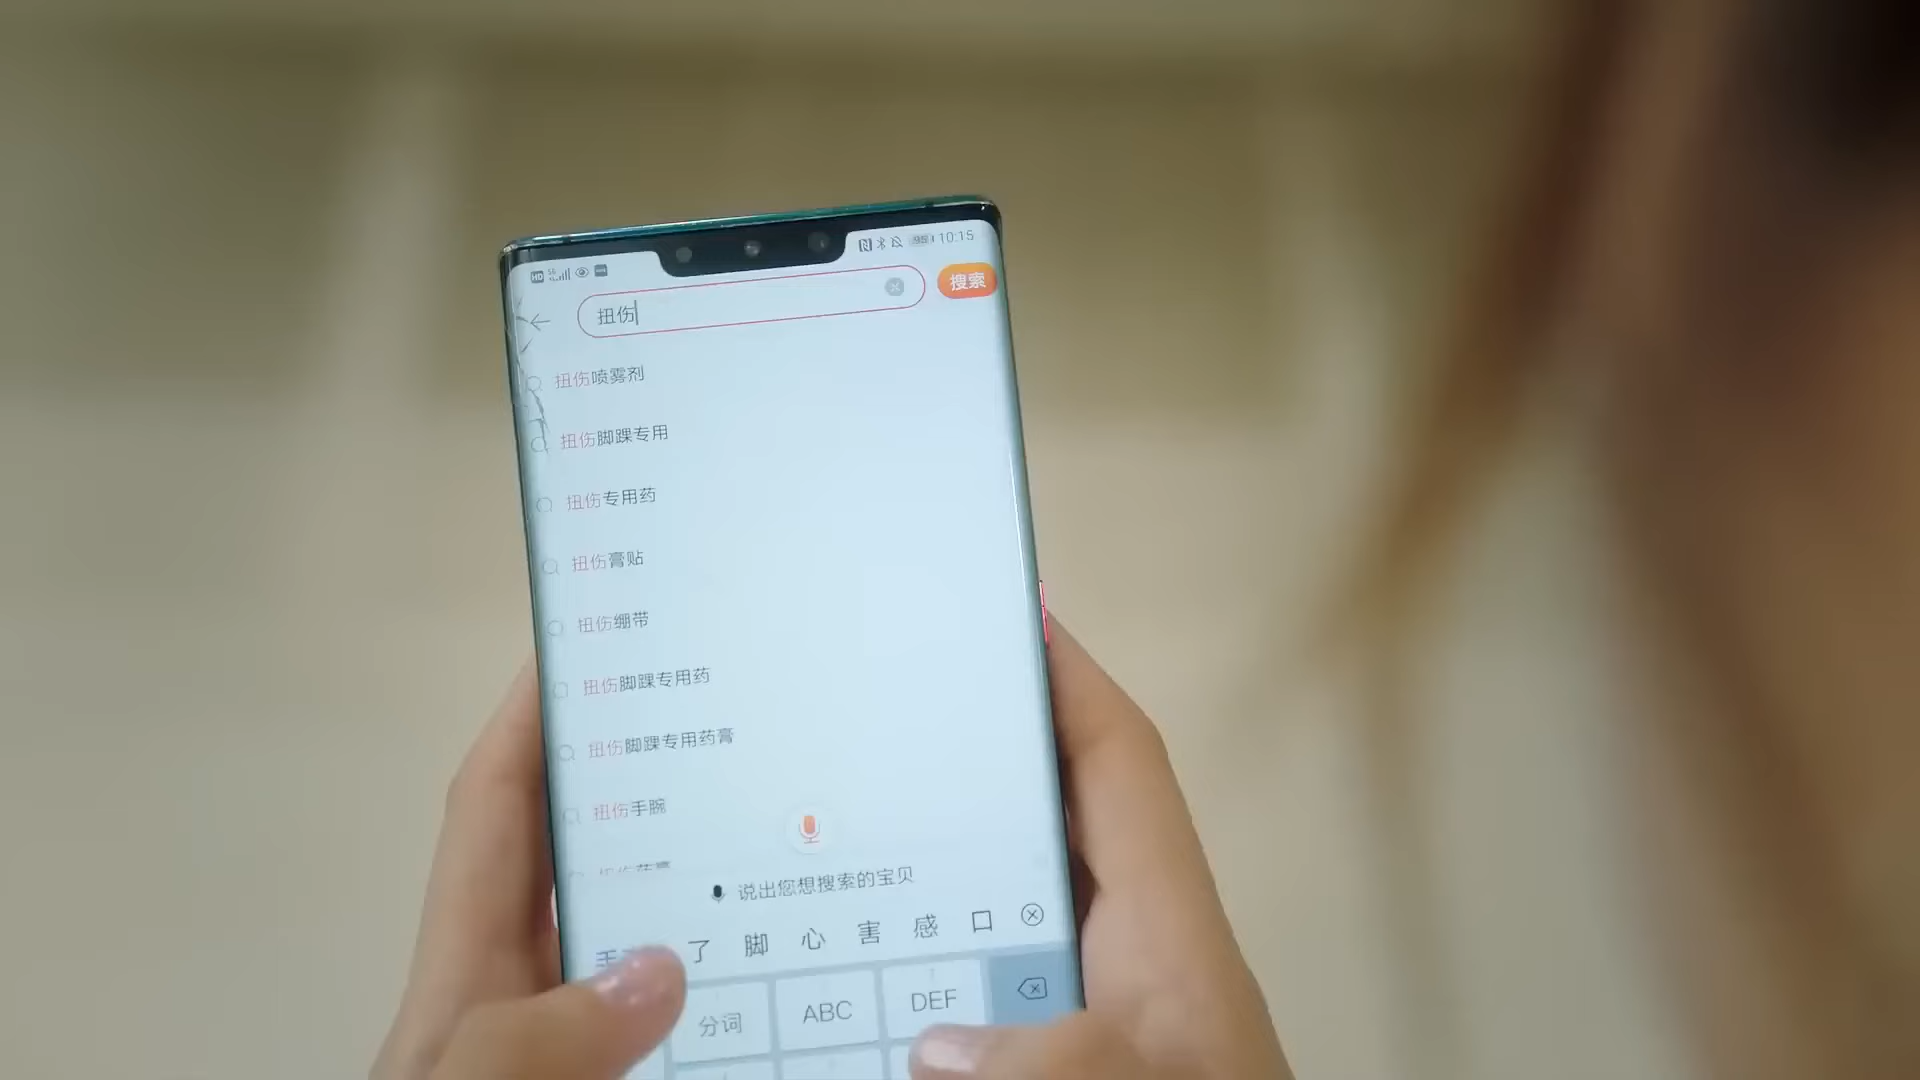 HD 5G 10:15
扭伤 搜索
扭伤喷雾剂
扭伤脚踝专用
扭伤专用药
扭伤膏贴
扭伤绷带
扭伤脚踝专用药
扭伤脚踝专用药膏
扭伤手腕
说出您想搜索的宝贝
了 脚 心 害 感 口
分词 ABC DEF